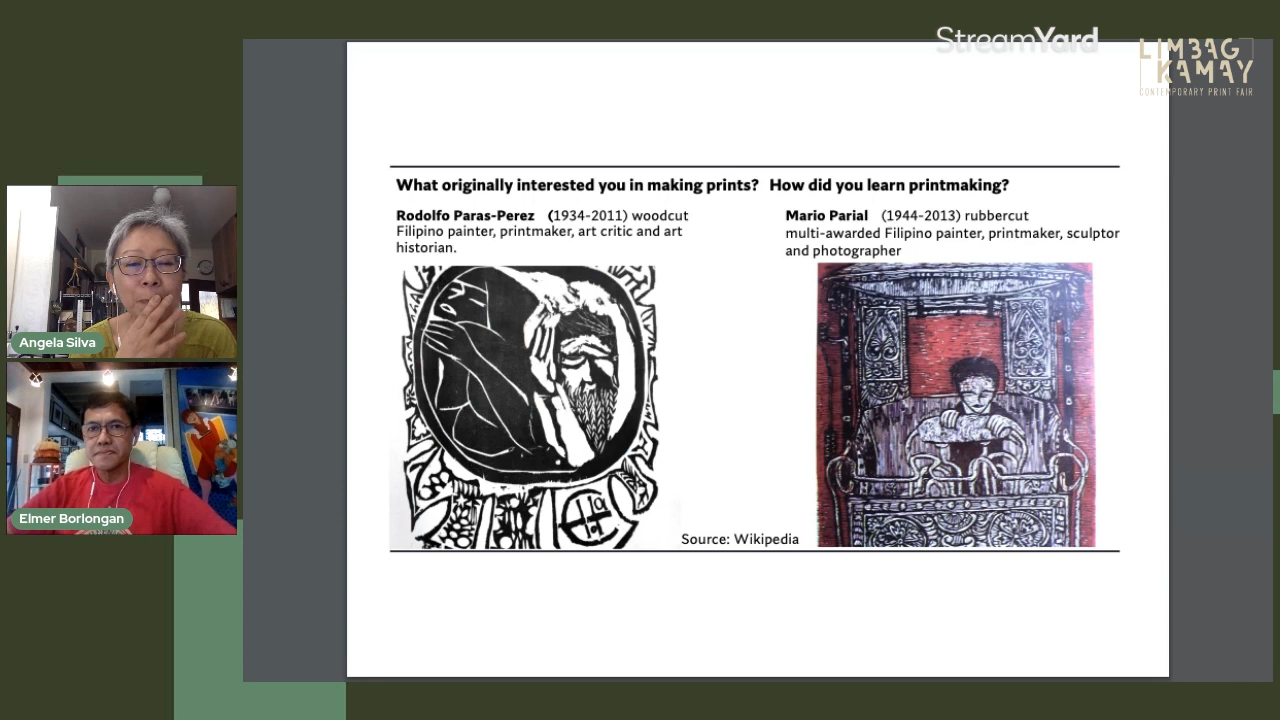 StreamYard
LIMBAG
KAMAY
CONTEMPORARY PRINT FAIR
What originally interested you in making prints? How did you learn printmaking?
Rodolfo Paras-Perez (1934-2011) woodcut
Filipino painter, printmaker, art critic and art
historian.
Mario Parial (1944-2013) rubbercut
multi-awarded Filipino painter, printmaker, sculptor
and photographer
Source: Wikipedia
Angela Silva
Elmer Borlongan